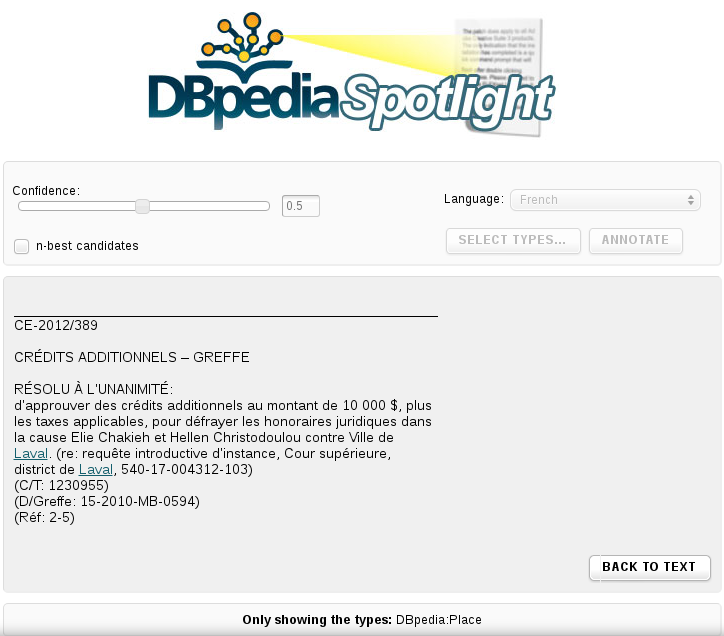 DBpedia Spotlight
Confidence:
0.5
Language:
French
n-best candidates
SELECT TYPES...
ANNOTATE
CE-2012/389
CRÉDITS ADDITIONNELS – GREFFE
RÉSOLU À L'UNANIMITÉ:
d'approuver des crédits additionnels au montant de 10 000 $, plus
les taxes applicables, pour défrayer les honoraires juridiques dans
la cause Elie Chakieh et Hellen Christodoulou contre Ville de
Laval. (re: requête introductive d'instance, Cour supérieure,
district de Laval, 540-17-004312-103)
(C/T: 1230955)
(D/Greffe: 15-2010-MB-0594)
(Réf: 2-5)
BACK TO TEXT
Only showing the types: DBpedia:Place